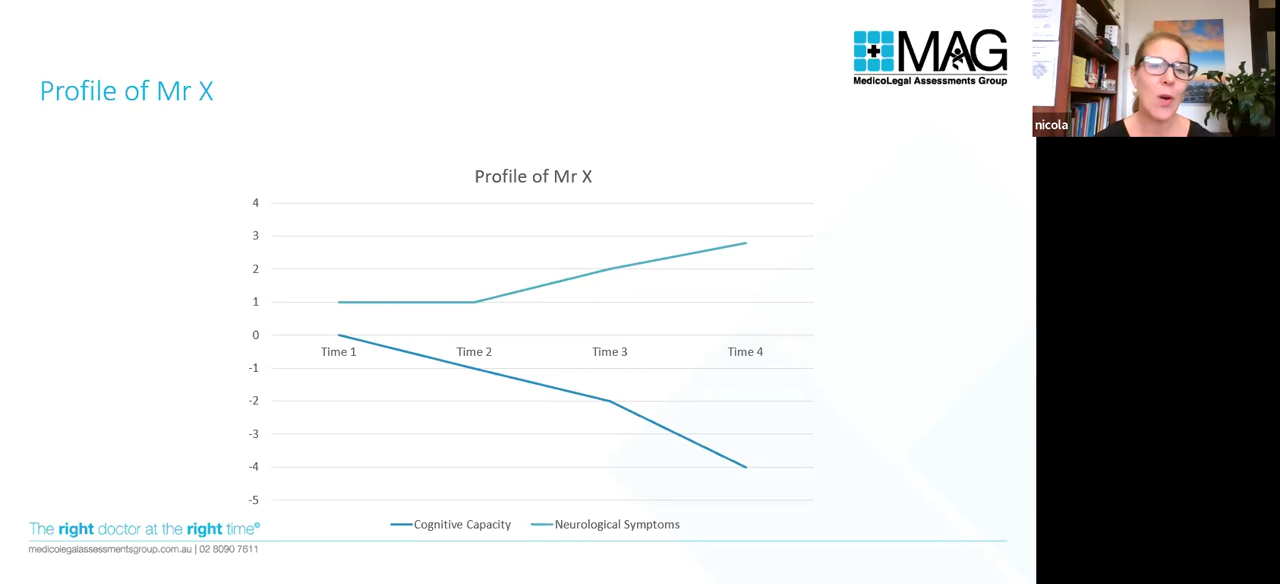 MAG
MedicoLegal Assessments Group
nicola
Profile of Mr X
Profile of Mr X
4
3
2
1
0
Time 1 Time 2 Time 3 Time 4
-1
-2
-3
-4
-5
Cognitive Capacity Neurological Symptoms
The right doctor at the right time©
medicolegalassessmentsgroup.com.au | 02 8090 7611